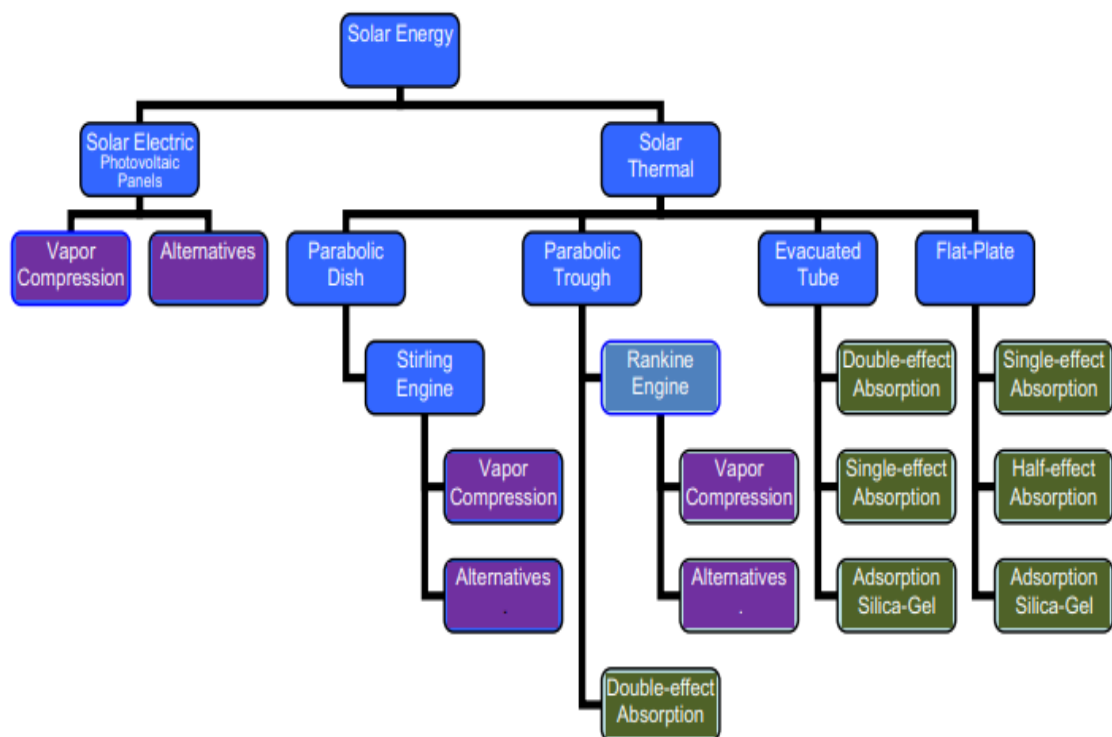 Solar Energy
Solar Electric
Photovoltaic
Panels
Solar
Thermal
Vapor
Compression
Alternatives
Parabolic
Dish
Parabolic
Trough
Evacuated
Tube
Flat-Plate
Stirling
Engine
Rankine
Engine
Double-effect
Absorption
Single-effect
Absorption
Vapor
Compression
Vapor
Compression
Single-effect
Absorption
Half-effect
Absorption
Alternatives
.
Alternatives
.
Adsorption
Silica-Gel
Adsorption
Silica-Gel
Double-effect
Absorption